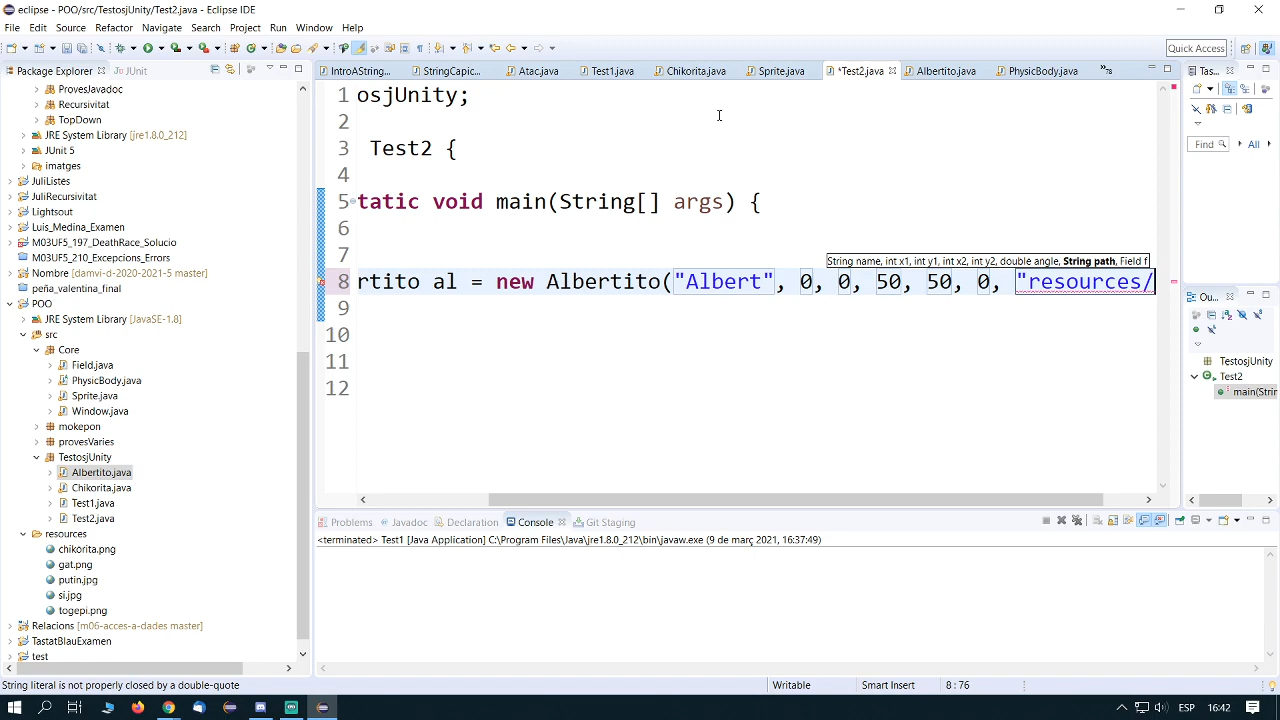 eclipse - POO/src/TestosjUnity/Test2.java - Eclipse IDE
File Edit Source Refactor Navigate Search Project Run Window Help
Quick Access
Package Explorer JUnit
IntroAString... StringCapic... Atac.java Test1.java Chikorita.java Sprite.java *Test2.java Albertito.java PhysicBody.java
Tas...
ProvesJavadoc
Recursivitat
TopDown
JRE System Library [jre1.8.0_212]
JUnit 5
imatges
JuliListes
JuliRecursivitat
Lightsout
Luis_Medina_Examen
M03UF5_197_DeathRace_Solucio
M03UF5_210_Excepcions_Errors
Nombre [damvi-d-2020-2021-5 master]
peña_valentina_final
POO
JRE System Library [JavaSE-1.8]
src
Core
Field.java
PhysicBody.java
Sprite.java
Window.java
mokepon
provesVaries
TestosjUnity
Albertito.java
Chikorita.java
Test1.java
Test2.java
resources
chikorita.png
gat.png
putin.jpg
si.jpg
togepi.png
Relacions [m06-acces-a-dades master]
TastatBlauExamen
test
1 osjUnity;
2
3 Test2 {
4
5 tatic void main(String[] args) {
6
7
String name, int x1, int y1, int x2, int y2, double angle, String path, Field f
8 rtito al = new Albertito("Albert", 0, 0, 50, 50, 0, "resources/
9
10
11
12
Find All
Ou...
TestosjUnity
Test2
main(Strin
Problems Javadoc Declaration Console Git Staging
<terminated> Test1 [Java Application] C:\Program Files\Java\jre1.8.0_212\bin\javaw.exe (9 de març 2021, 16:37:49)
String literal is not properly closed by a double-quote
Writable Smart Insert 8 : 76
ESP 16:42